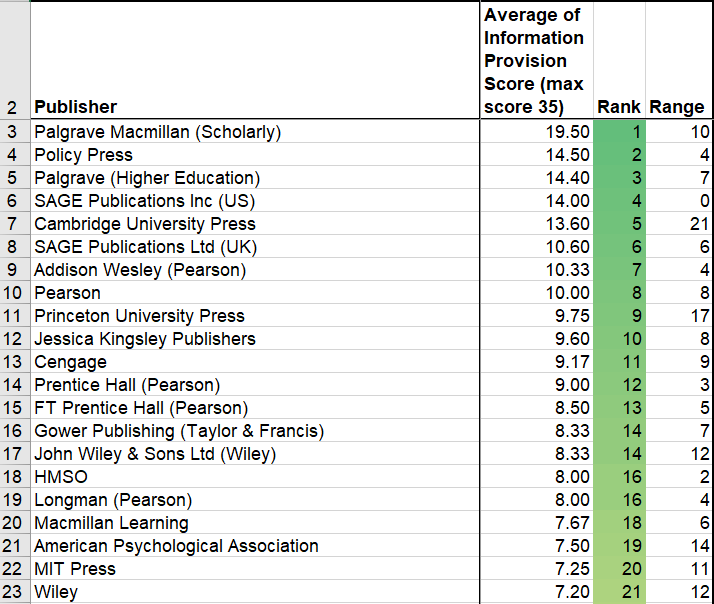 2 Publisher Average of Information Provision Score (max score 35) Rank Range
3 Palgrave Macmillan (Scholarly) 19.50 1 10
4 Policy Press 14.50 2 4
5 Palgrave (Higher Education) 14.40 3 7
6 SAGE Publications Inc (US) 14.00 4 0
7 Cambridge University Press 13.60 5 21
8 SAGE Publications Ltd (UK) 10.60 6 6
9 Addison Wesley (Pearson) 10.33 7 4
10 Pearson 10.00 8 8
11 Princeton University Press 9.75 9 17
12 Jessica Kingsley Publishers 9.60 10 8
13 Cengage 9.17 11 9
14 Prentice Hall (Pearson) 9.00 12 3
15 FT Prentice Hall (Pearson) 8.50 13 5
16 Gower Publishing (Taylor & Francis) 8.33 14 7
17 John Wiley & Sons Ltd (Wiley) 8.33 14 12
18 HMSO 8.00 16 2
19 Longman (Pearson) 8.00 16 4
20 Macmillan Learning 7.67 18 6
21 American Psychological Association 7.50 19 14
22 MIT Press 7.25 20 11
23 Wiley 7.20 21 12